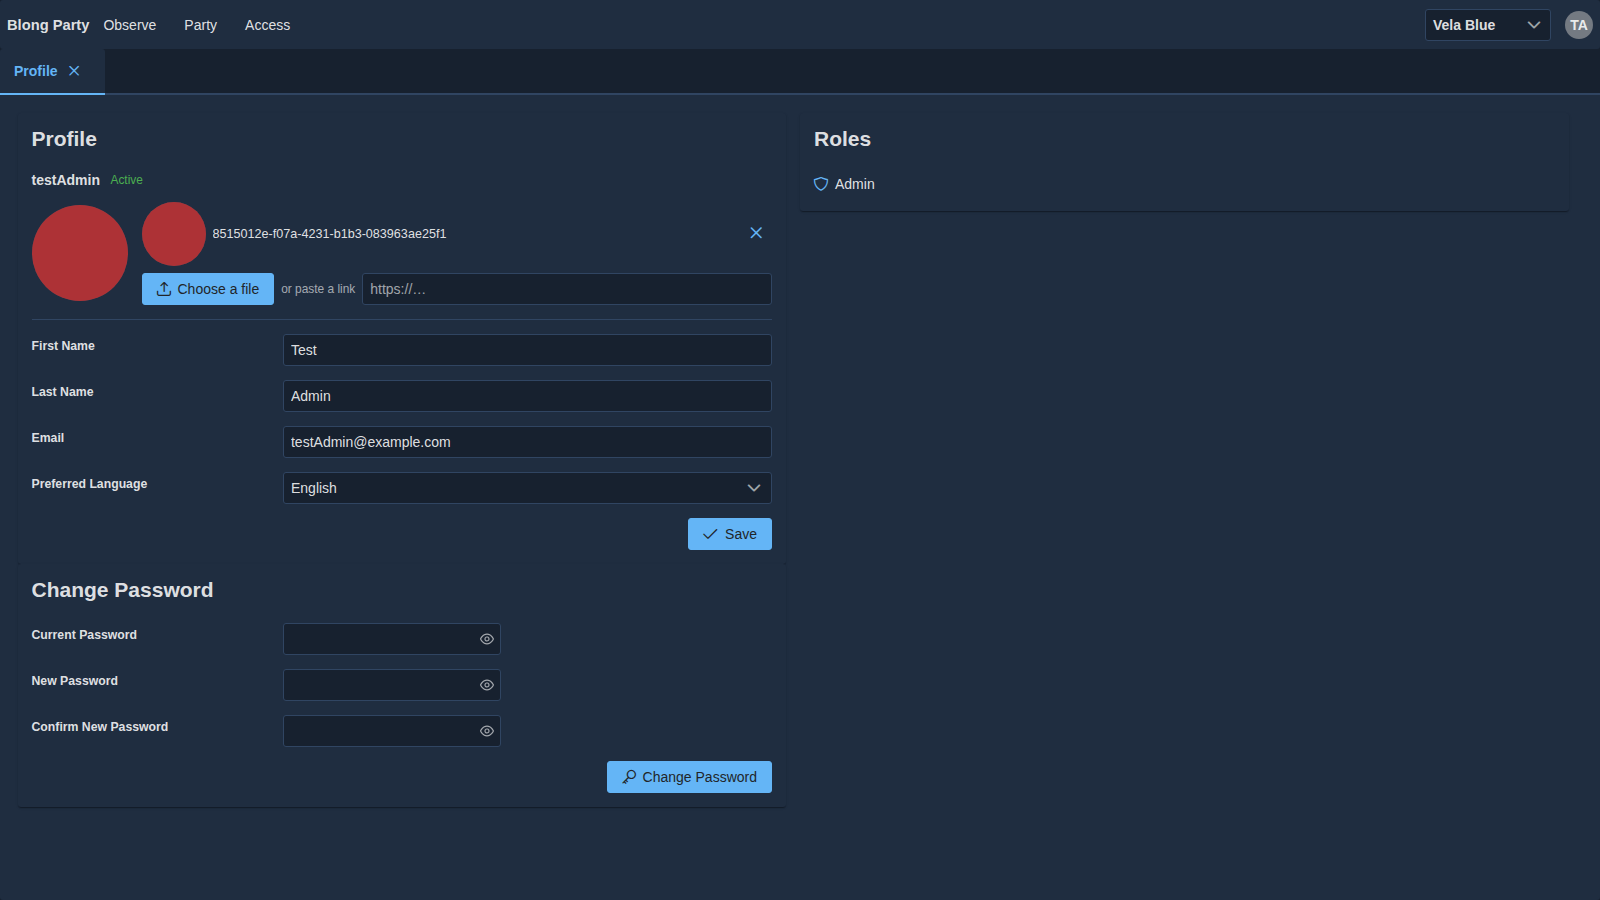 Blong Party Observe Party Access Vela Blue TA
Profile
Profile
testAdmin Active
8515012e-f07a-4231-b1b3-083963ae25f1
Choose a file or paste a link https://…
First Name Test
Last Name Admin
Email testAdmin@example.com
Preferred Language English
Save
Change Password
Current Password
New Password
Confirm New Password
Change Password
Roles
Admin